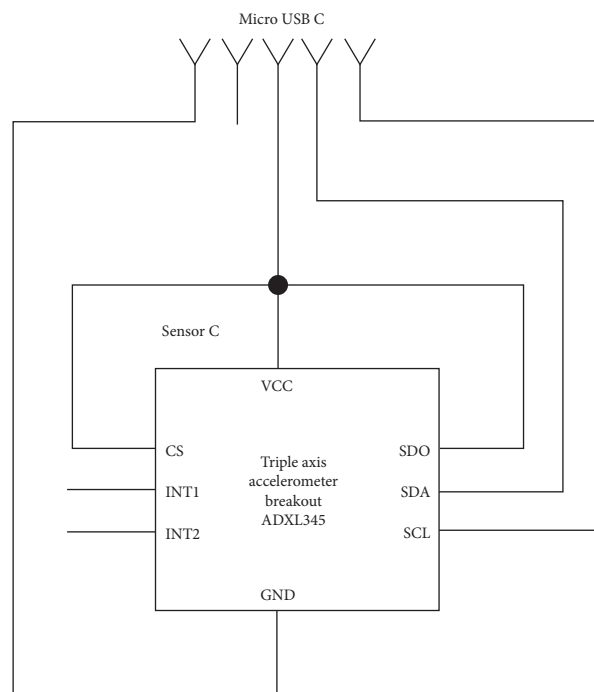 Micro USB C
Sensor C
VCC
CS
INT1
INT2
Triple axis
accelerometer
breakout
ADXL345
SDO
SDA
SCL
GND